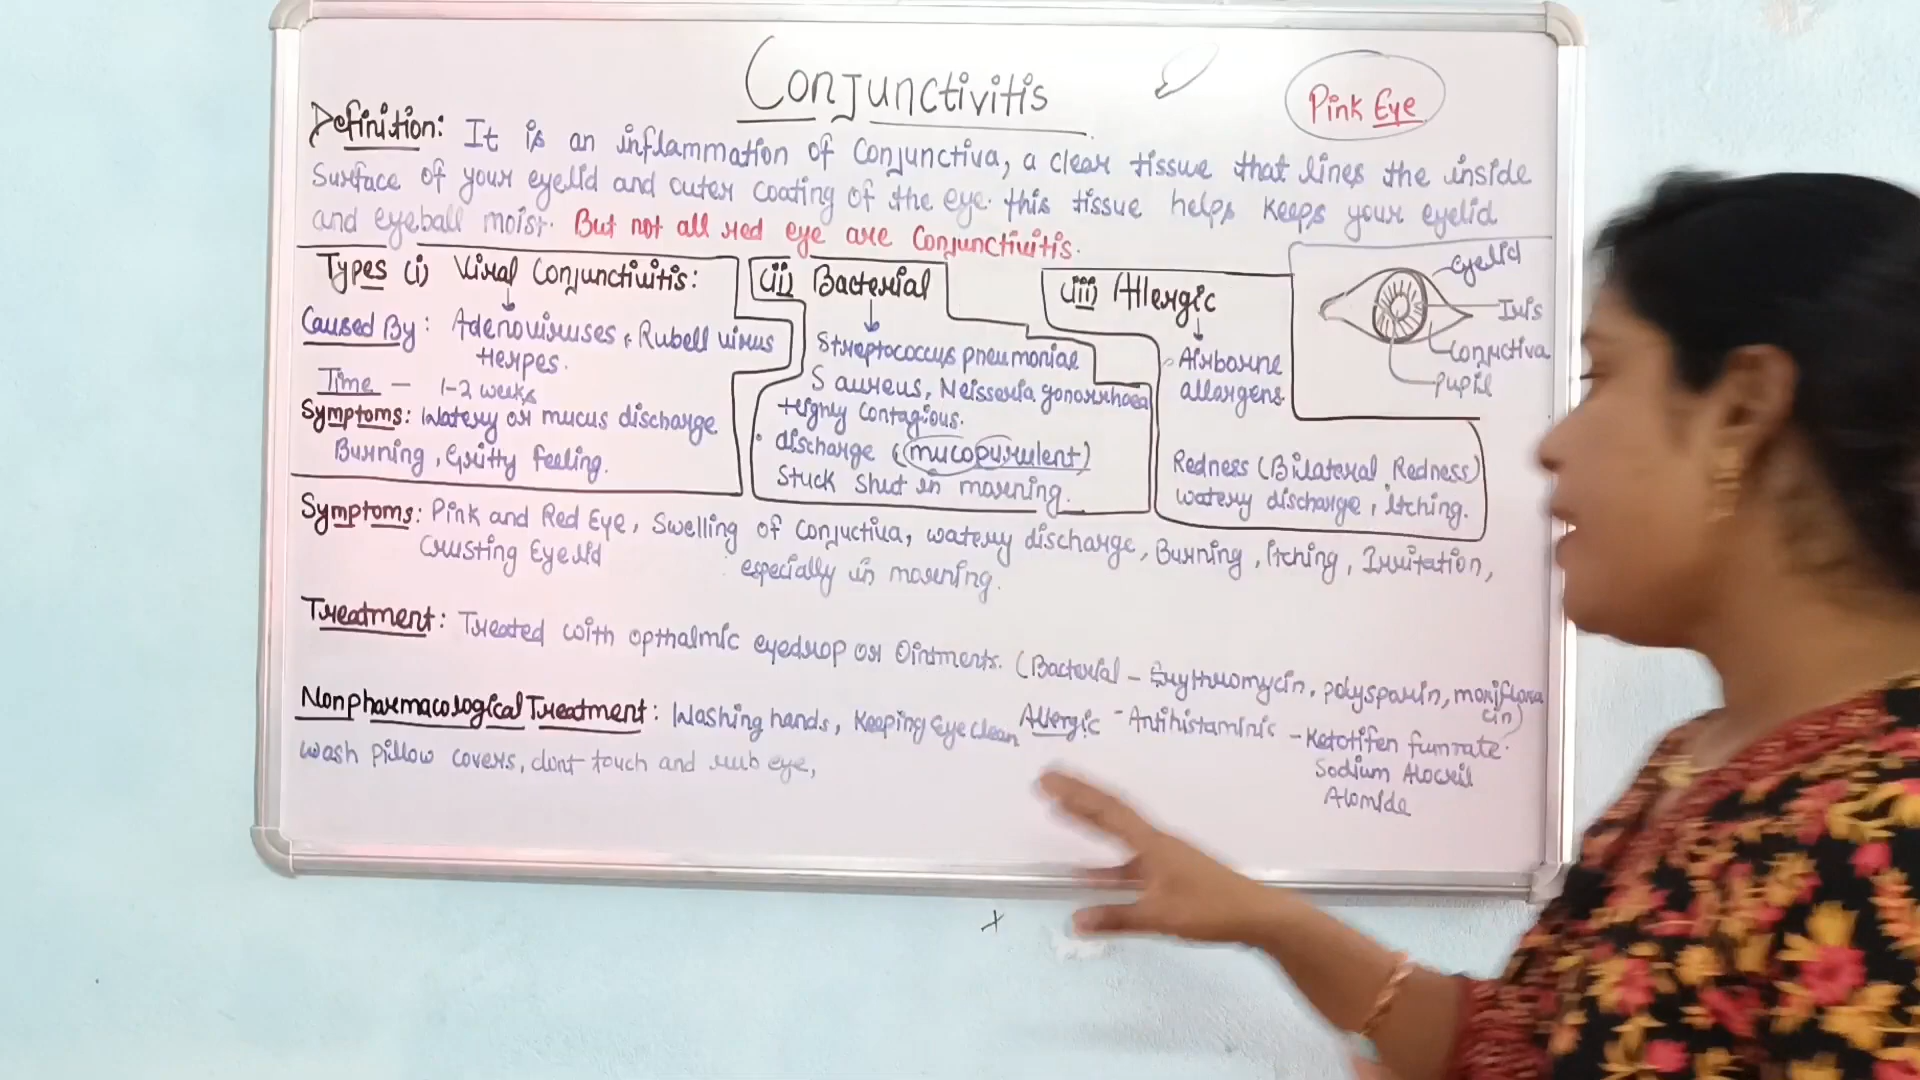 Conjunctivitis
Pink Eye
Definition: It is an inflammation of Conjunctiva, a clear tissue that lines the inside
Surface of your eyelid and outer coating of the eye. this tissue helps keeps your eyelid
and eyeball moist. But not all red eye are Conjunctivitis.
Types (i) Viral Conjunctivitis:
Caused By: Adenoviruses, Rubell virus
Herpes.
Time - 1-2 weeks
Symptoms: Watery or mucus discharge
Burning, Gritty feeling.
(ii) Bacterial
Streptococcus pneumoniae
S aureus, Neisseria gonorrhoea
Highly contagious.
discharge (mucopurulent)
Stuck shut in morning.
(iii) Allergic
Airborne
allargens
Redness (Bilateral Redness)
watery discharge, itching.
eyelid
Iris
Conjuctiva
pupil
Symptoms: Pink and Red Eye, Swelling of Conjuctiva, watery discharge, Burning, Itching, Irritation,
Crusting Eyelid especially in morning.
Treatment: Treated with opthalmic eyedrop or Ointments. (Bacterial - Erythromycin, polysparin, moxifloxa
cin)
Nonpharmacological Treatment: Washing hands, Keeping Eye clean
wash pillow covers, dont touch and rub eye,
Allergic - Antihistaminic - Ketotifen fumrate.
Sodium Alocril
Alomida